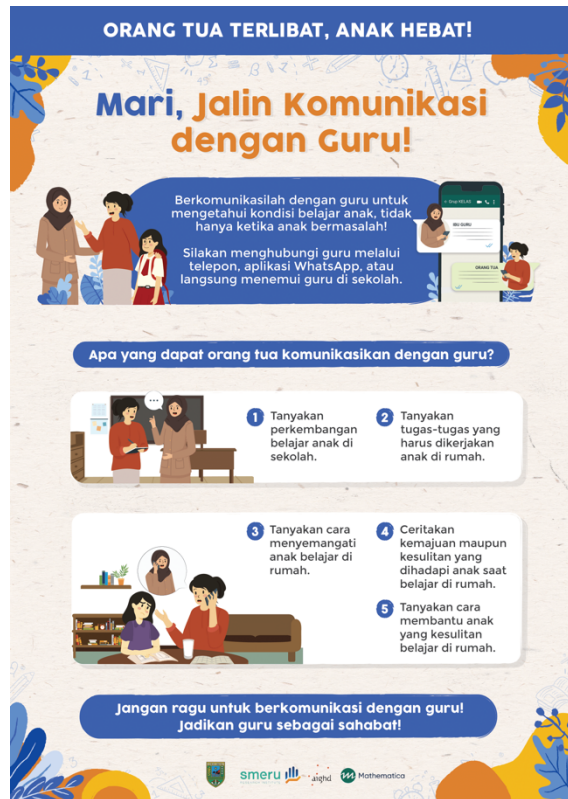 ORANG TUA TERLIBAT, ANAK HEBAT!
Mari, Jalin Komunikasi
dengan Guru!
Berkomunikasilah dengan guru untuk
mengetahui kondisi belajar anak, tidak
hanya ketika anak bermasalah!
Silakan menghubungi guru melalui
telepon, aplikasi WhatsApp, atau
langsung menemui guru di sekolah.
IBU GURU
ORANG TUA
Apa yang dapat orang tua komunikasikan dengan guru?
1 Tanyakan
perkembangan
belajar anak di
sekolah.
2 Tanyakan
tugas-tugas yang
harus dikerjakan
anak di rumah.
3 Tanyakan cara
menyemangati
anak belajar di
rumah.
4 Ceritakan
kemajuan maupun
kesulitan yang
dihadapi anak saat
belajar di rumah.
5 Tanyakan cara
membantu anak
yang kesulitan
belajar di rumah.
Jangan ragu untuk berkomunikasi dengan guru!
Jadikan guru sebagai sahabat!
smeru
aighd
Mathematica